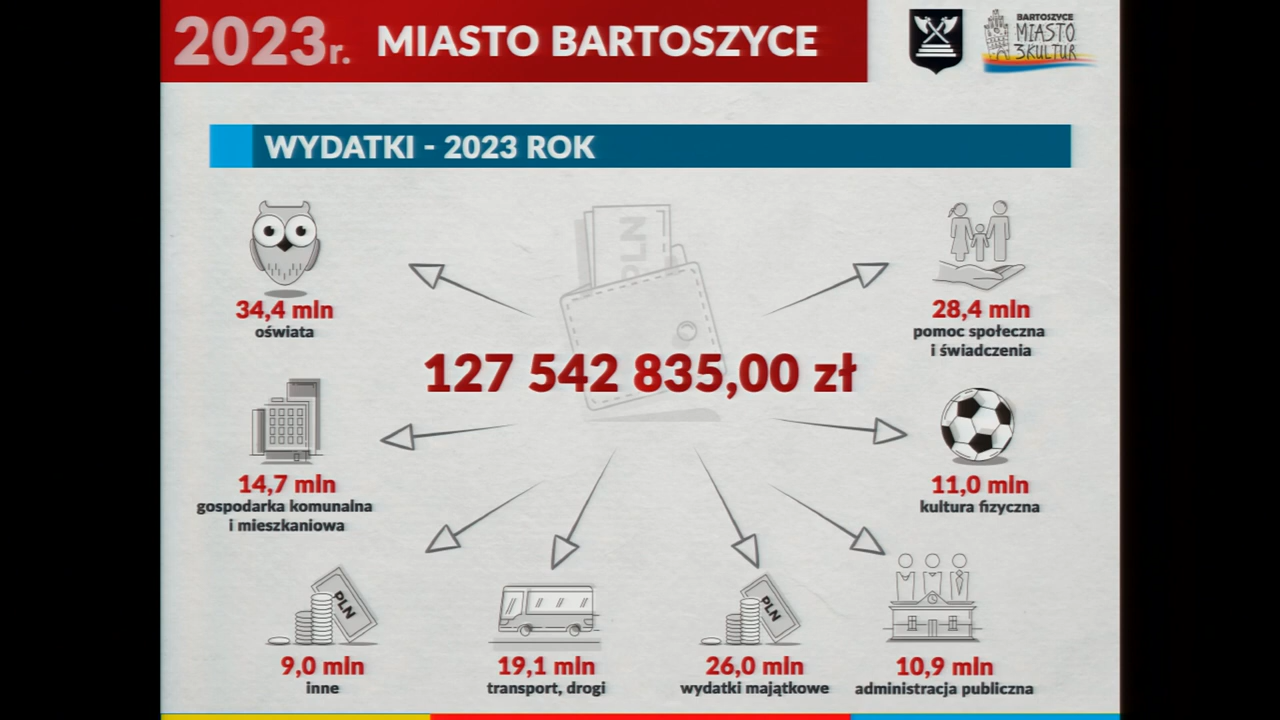 2023r. MIASTO BARTOSZYCE
BARTOSZYCE
MIASTO
3KULTUR
WYDATKI - 2023 ROK
PLN
34,4 mln
oświata
28,4 mln
pomoc społeczna
i świadczenia
127 542 835,00 zł
14,7 mln
gospodarka komunalna
i mieszkaniowa
11,0 mln
kultura fizyczna
PLN
9,0 mln
inne
19,1 mln
transport, drogi
PLN
26,0 mln
wydatki majątkowe
10,9 mln
administracja publiczna